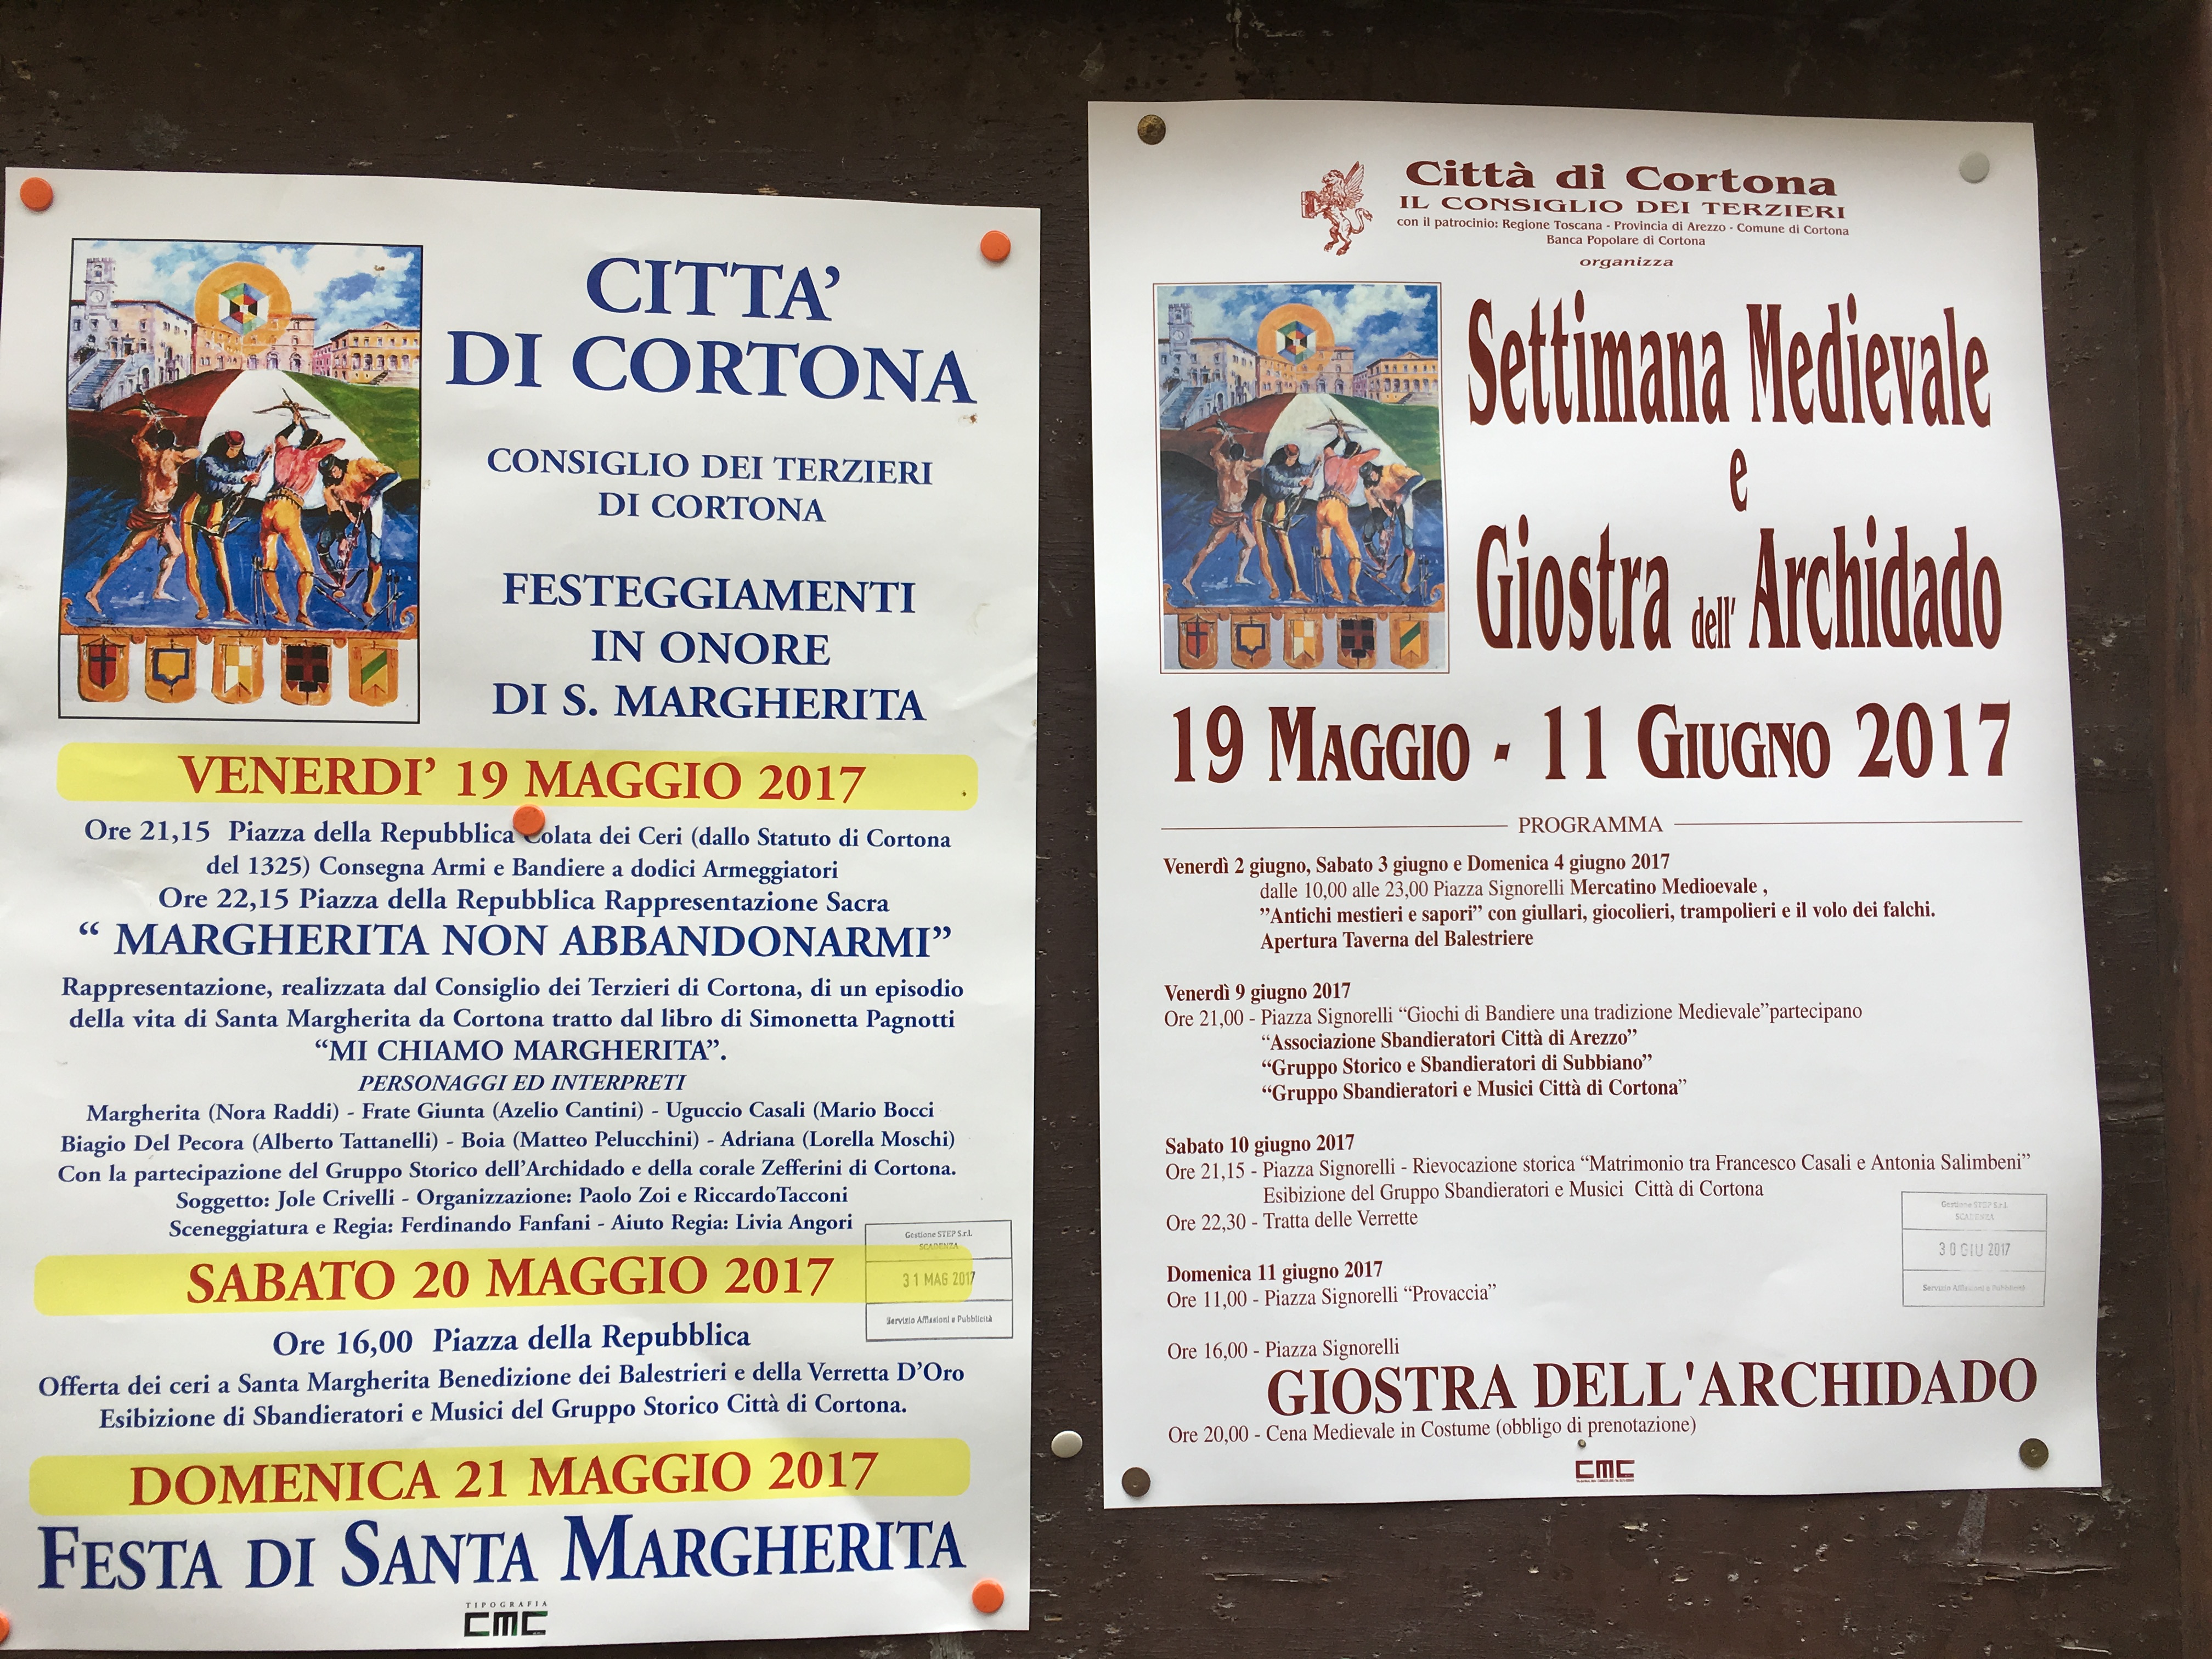 CITTA'
DI CORTONA
CONSIGLIO DEI TERZIERI
DI CORTONA
FESTEGGIAMENTI
IN ONORE
DI S. MARGHERITA
VENERDI' 19 MAGGIO 2017
Ore 21,15 Piazza della Repubblica Colata dei Ceri (dallo Statuto di Cortona
del 1325) Consegna Armi e Bandiere a dodici Armeggiatori
Ore 22,15 Piazza della Repubblica Rappresentazione Sacra
“ MARGHERITA NON ABBANDONARMI”
Rappresentazione, realizzata dal Consiglio dei Terzieri di Cortona, di un episodio
della vita di Santa Margherita da Cortona tratto dal libro di Simonetta Pagnotti
“MI CHIAMO MARGHERITA”.
PERSONAGGI ED INTERPRETI
Margherita (Nora Raddi) - Frate Giunta (Azelio Cantini) - Uguccio Casali (Mario Bocci
Biagio Del Pecora (Alberto Tattanelli) - Boia (Matteo Pelucchini) - Adriana (Lorella Moschi)
Con la partecipazione del Gruppo Storico dell'Archidado e della corale Zefferini di Cortona.
Soggetto: Jole Crivelli - Organizzazione: Paolo Zoi e RiccardoTacconi
Sceneggiatura e Regia: Ferdinando Fanfani - Aiuto Regia: Livia Angori
Gestione STEP S.r.l.
SCADENZA
31 MAG 2017
Servizio Affissioni e Pubblicità
SABATO 20 MAGGIO 2017
Ore 16,00 Piazza della Repubblica
Offerta dei ceri a Santa Margherita Benedizione dei Balestrieri e della Verretta D'Oro
Esibizione di Sbandieratori e Musici del Gruppo Storico Città di Cortona.
DOMENICA 21 MAGGIO 2017
FESTA DI SANTA MARGHERITA
TIPOGRAFIA
CMC
Città di Cortona
IL CONSIGLIO DEI TERZIERI
con il patrocinio: Regione Toscana - Provincia di Arezzo - Comune di Cortona
Banca Popolare di Cortona
organizza
Settimana Medievale
e
Giostra dell' Archidado
19 MAGGIO - 11 GIUGNO 2017
PROGRAMMA
Venerdì 2 giugno, Sabato 3 giugno e Domenica 4 giugno 2017
dalle 10,00 alle 23,00 Piazza Signorelli Mercatino Medioevale ,
”Antichi mestieri e sapori” con giullari, giocolieri, trampolieri e il volo dei falchi.
Apertura Taverna del Balestriere
Venerdì 9 giugno 2017
Ore 21,00 - Piazza Signorelli “Giochi di Bandiere una tradizione Medievale”partecipano
“Associazione Sbandieratori Città di Arezzo”
“Gruppo Storico e Sbandieratori di Subbiano”
“Gruppo Sbandieratori e Musici Città di Cortona”
Sabato 10 giugno 2017
Ore 21,15 - Piazza Signorelli - Rievocazione storica “Matrimonio tra Francesco Casali e Antonia Salimbeni”
Esibizione del Gruppo Sbandieratori e Musici Città di Cortona
Ore 22,30 - Tratta delle Verrette
Gestione STEP S.r.l.
SCADENZA
30 GIU 2017
Servizio Affissioni e Pubblicità
Domenica 11 giugno 2017
Ore 11,00 - Piazza Signorelli “Provaccia”
Ore 16,00 - Piazza Signorelli
GIOSTRA DELL'ARCHIDADO
Ore 20,00 - Cena Medievale in Costume (obbligo di prenotazione)
CMC